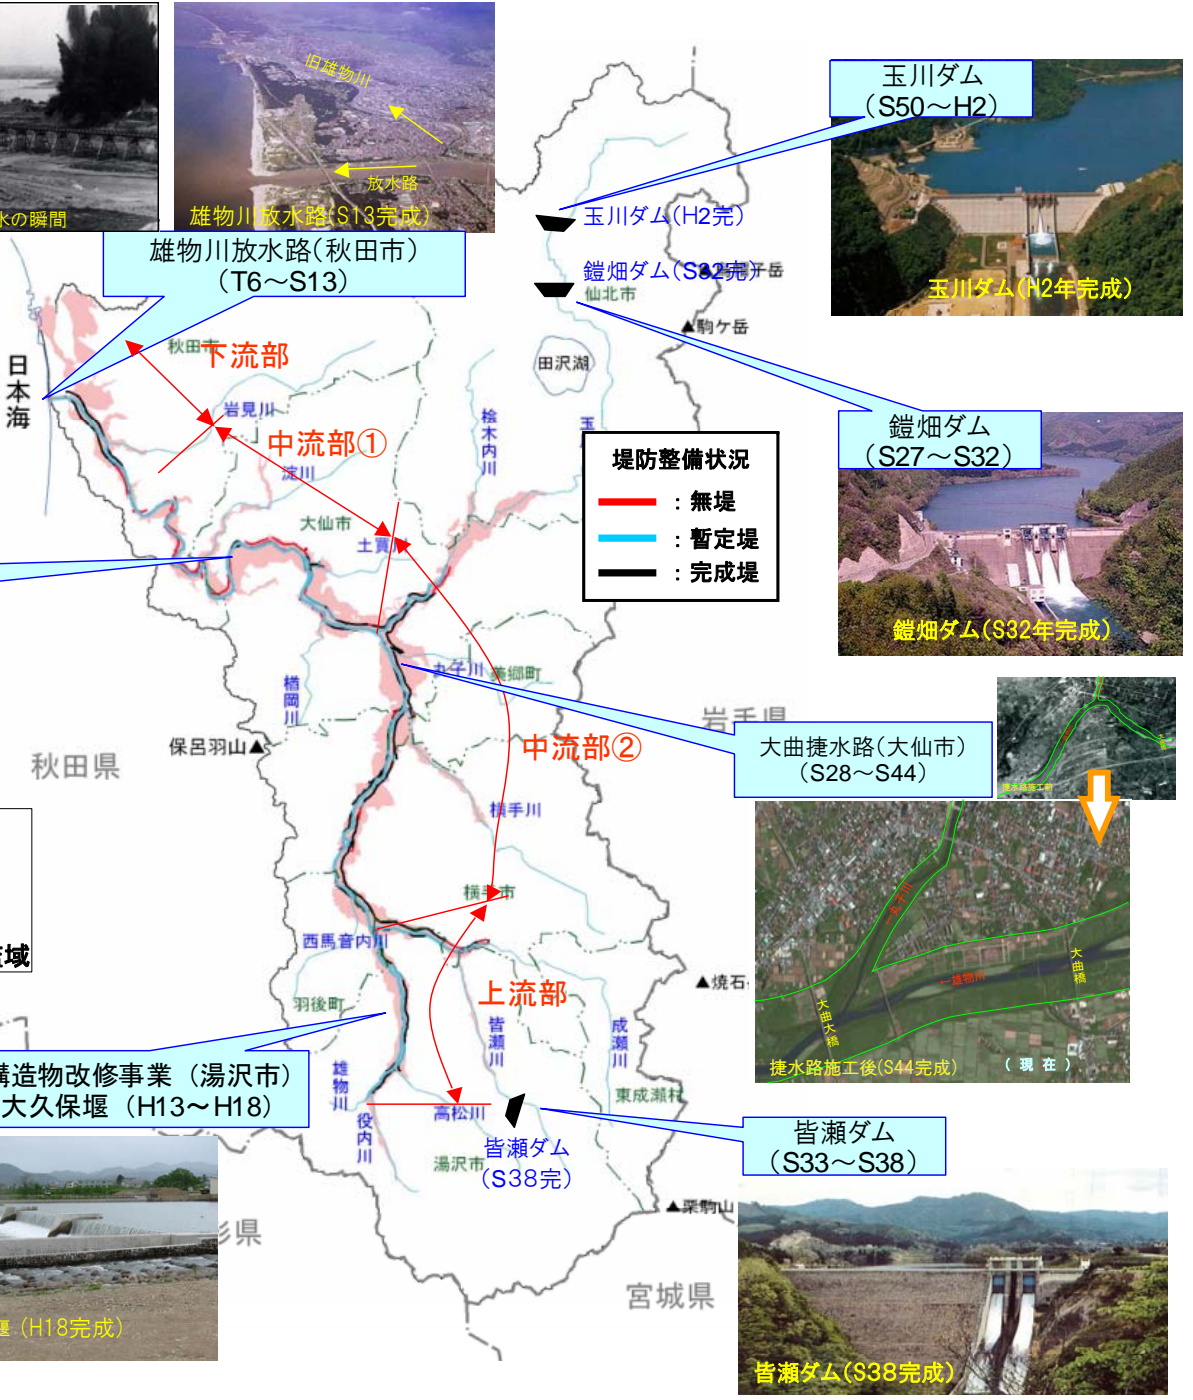 水の瞬間
旧雄物川
放水路
雄物川放水路(S13完成)
雄物川放水路(秋田市)
(T6～S13)
玉川ダム
(S50～H2)
玉川ダム(H2年完成)
玉川ダム(H2完)
鎧畑ダム(S32完)
仙北市
▲駒ケ岳
田沢湖
鎧畑ダム
(S27～S32)
鎧畑ダム(S32年完成)
日本海
秋田市
下流部
岩見川
中流部①
淀川
桧木内川
大仙市
堤防整備状況
：無堤
：暫定堤
：完成堤
丸子川
美郷町
楢岡川
岩手県
保呂羽山▲
秋田県
中流部②
大曲捷水路(大仙市)
(S28～S44)
捷水路施工前
横手川
横手市
西馬音内川
上流部
▲焼石
羽後町
皆瀬川
成瀬川
雄物川
大曲橋
大曲大橋
捷水路施工後(S44完成)
(現在)
構造物改修事業（湯沢市）
大久保堰（H13～H18）
高松川
役内川
東成瀬村
湯沢市
皆瀬ダム
(S38完)
皆瀬ダム
(S33～S38)
▲栗駒山
宮城県
堰（H18完成）
皆瀬ダム(S38完成)